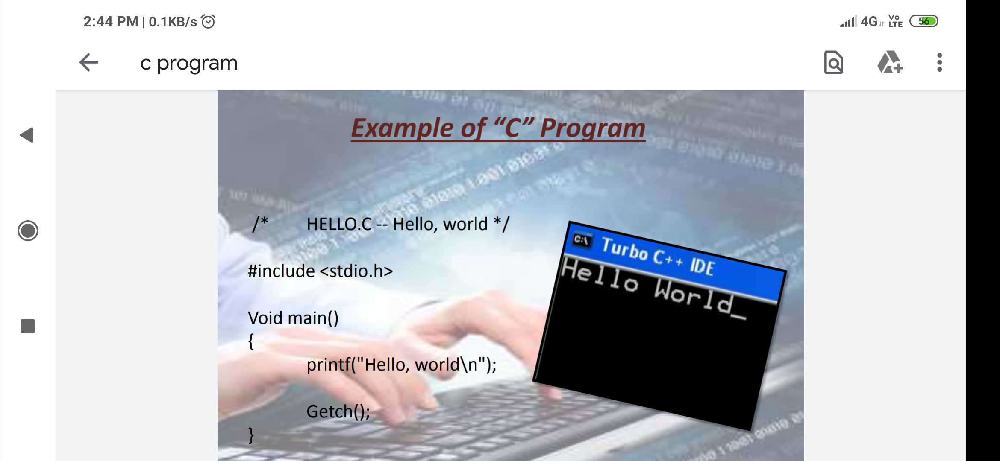 2:44 PM | 0.1KB/s
4G Vo LTE 56
c program
Example of “C” Program
/* HELLO.C -- Hello, world */
#include <stdio.h>
Void main()
{
printf("Hello, world\n");
Getch();
}
C:\ Turbo C++ IDE
Hello World_